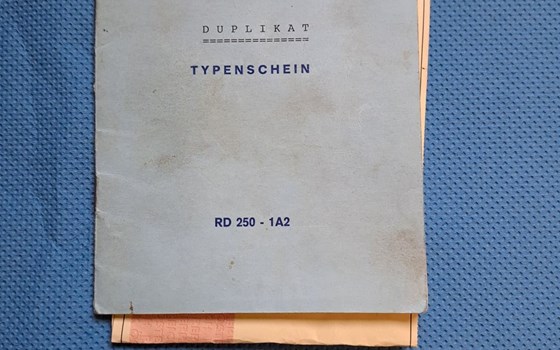 DUPLIKAT
===============
TYPENSCHEIN
RD 250 - 1A2